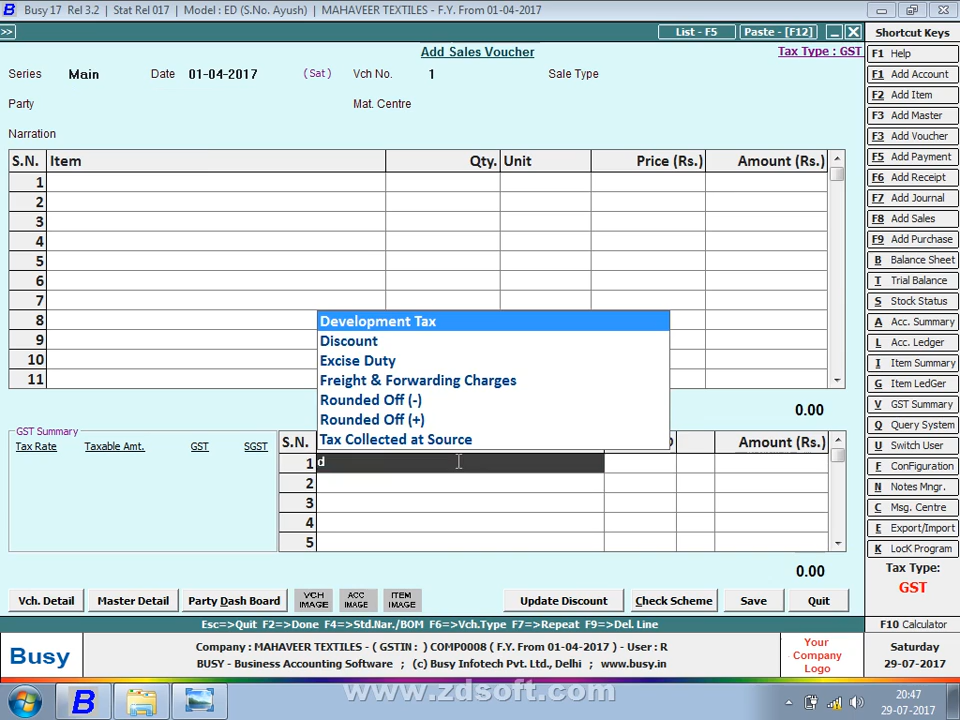 Busy 17 Rel 3.2 | Stat Rel 017 | Model : ED (S.No. Ayush) | MAHAVEER TEXTILES - F.Y. From 01-04-2017
>> List - F5 Paste - [F12]
Add Sales Voucher
Tax Type : GST
Series Main Date 01-04-2017 (Sat) Vch No. 1 Sale Type
Party Mat. Centre
Narration
S.N. Item Qty. Unit Price (Rs.) Amount (Rs.)
1
2
3
4
5
6
7
8
9
10
11
Development Tax
Discount
Excise Duty
Freight & Forwarding Charges
Rounded Off (-)
Rounded Off (+)
Tax Collected at Source
0.00
GST Summary
Tax Rate Taxable Amt. GST SGST
S.N. Amount (Rs.)
1 d
2
3
4
5
0.00
Vch. Detail Master Detail Party Dash Board VCH IMAGE ACC IMAGE ITEM IMAGE Update Discount Check Scheme Save Quit
Esc=>Quit F2=>Done F4=>Std.Nar./BOM F6=>Vch.Type F7=>Repeat F9=>Del. Line
Busy
Company : MAHAVEER TEXTILES - ( GSTIN : ) COMP0008 ( F.Y. From 01-04-2017 ) - User : R
BUSY - Business Accounting Software ; (c) Busy Infotech Pvt. Ltd., Delhi ; www.busy.in
Your
Company
Logo
Shortcut Keys
F1 Help
F1 Add Account
F2 Add Item
F3 Add Master
F3 Add Voucher
F5 Add Payment
F6 Add Receipt
F7 Add Journal
F8 Add Sales
F9 Add Purchase
B Balance Sheet
T Trial Balance
S Stock Status
A Acc. Summary
L Acc. Ledger
I Item Summary
G Item LedGer
V GST Summary
Q Query System
U Switch User
F ConFiguration
N Notes Mngr.
C Msg. Centre
E Export/Import
K LocK Program
Tax Type:
GST
F10 Calculator
Saturday
29-07-2017
www.zdsoft.com
20:47
29-07-2017